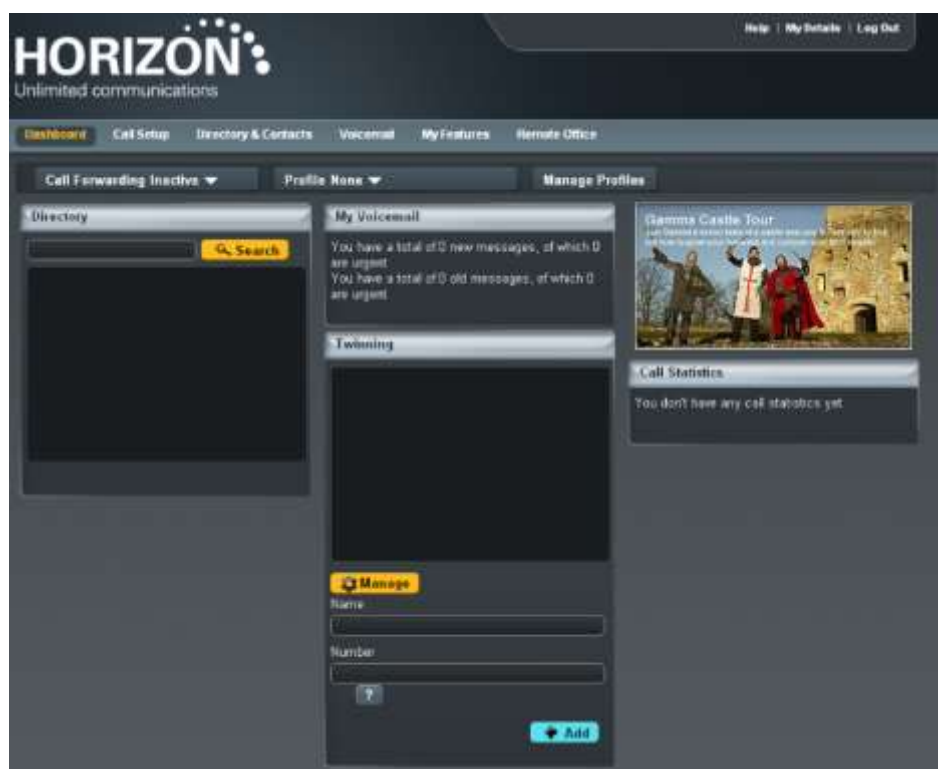 HORIZON
Unlimited communications
Help | My Details | Log Out
Dashboard Call Setup Directory & Contacts Voicemail My Features Remote Office
Call Forwarding Inactive Profile None Manage Profiles
Directory
Search
My Voicemail
You have a total of 0 new messages, of which 0
are urgent
You have a total of 0 old messages, of which 0
are urgent
Twinning
Manage
Name
Number
?
Add
Gamma Castle Tour
Call Statistics
You don't have any call statistics yet